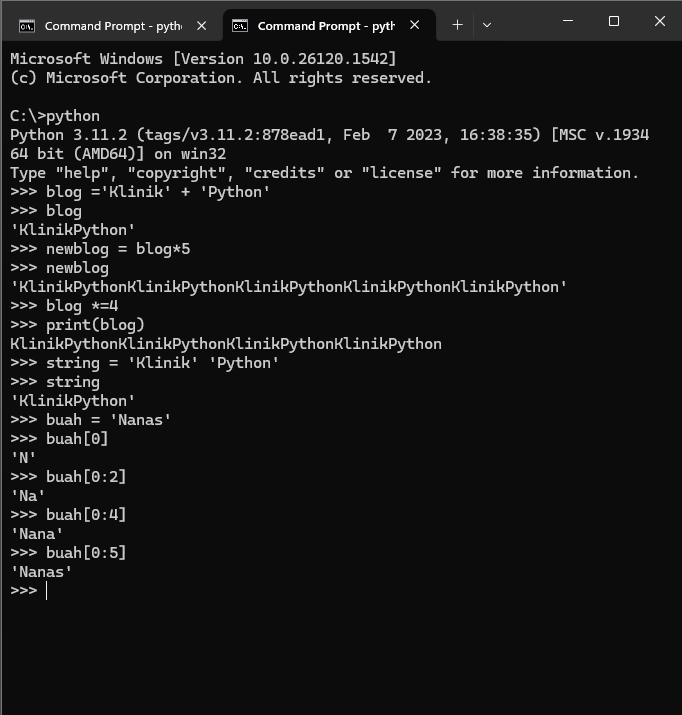 Command Prompt - pyth
Command Prompt - pyth
Microsoft Windows [Version 10.0.26120.1542]
(c) Microsoft Corporation. All rights reserved.
C:\>python
Python 3.11.2 (tags/v3.11.2:878ead1, Feb  7 2023, 16:38:35) [MSC v.1934
64 bit (AMD64)] on win32
Type "help", "copyright", "credits" or "license" for more information.
>>> blog ='Klinik' + 'Python'
>>> blog
'KlinikPython'
>>> newblog = blog*5
>>> newblog
'KlinikPythonKlinikPythonKlinikPythonKlinikPythonKlinikPython'
>>> blog *=4
>>> print(blog)
KlinikPythonKlinikPythonKlinikPythonKlinikPython
>>> string = 'Klinik' 'Python'
>>> string
'KlinikPython'
>>> buah = 'Nanas'
>>> buah[0]
'N'
>>> buah[0:2]
'Na'
>>> buah[0:4]
'Nana'
>>> buah[0:5]
'Nanas'
>>>